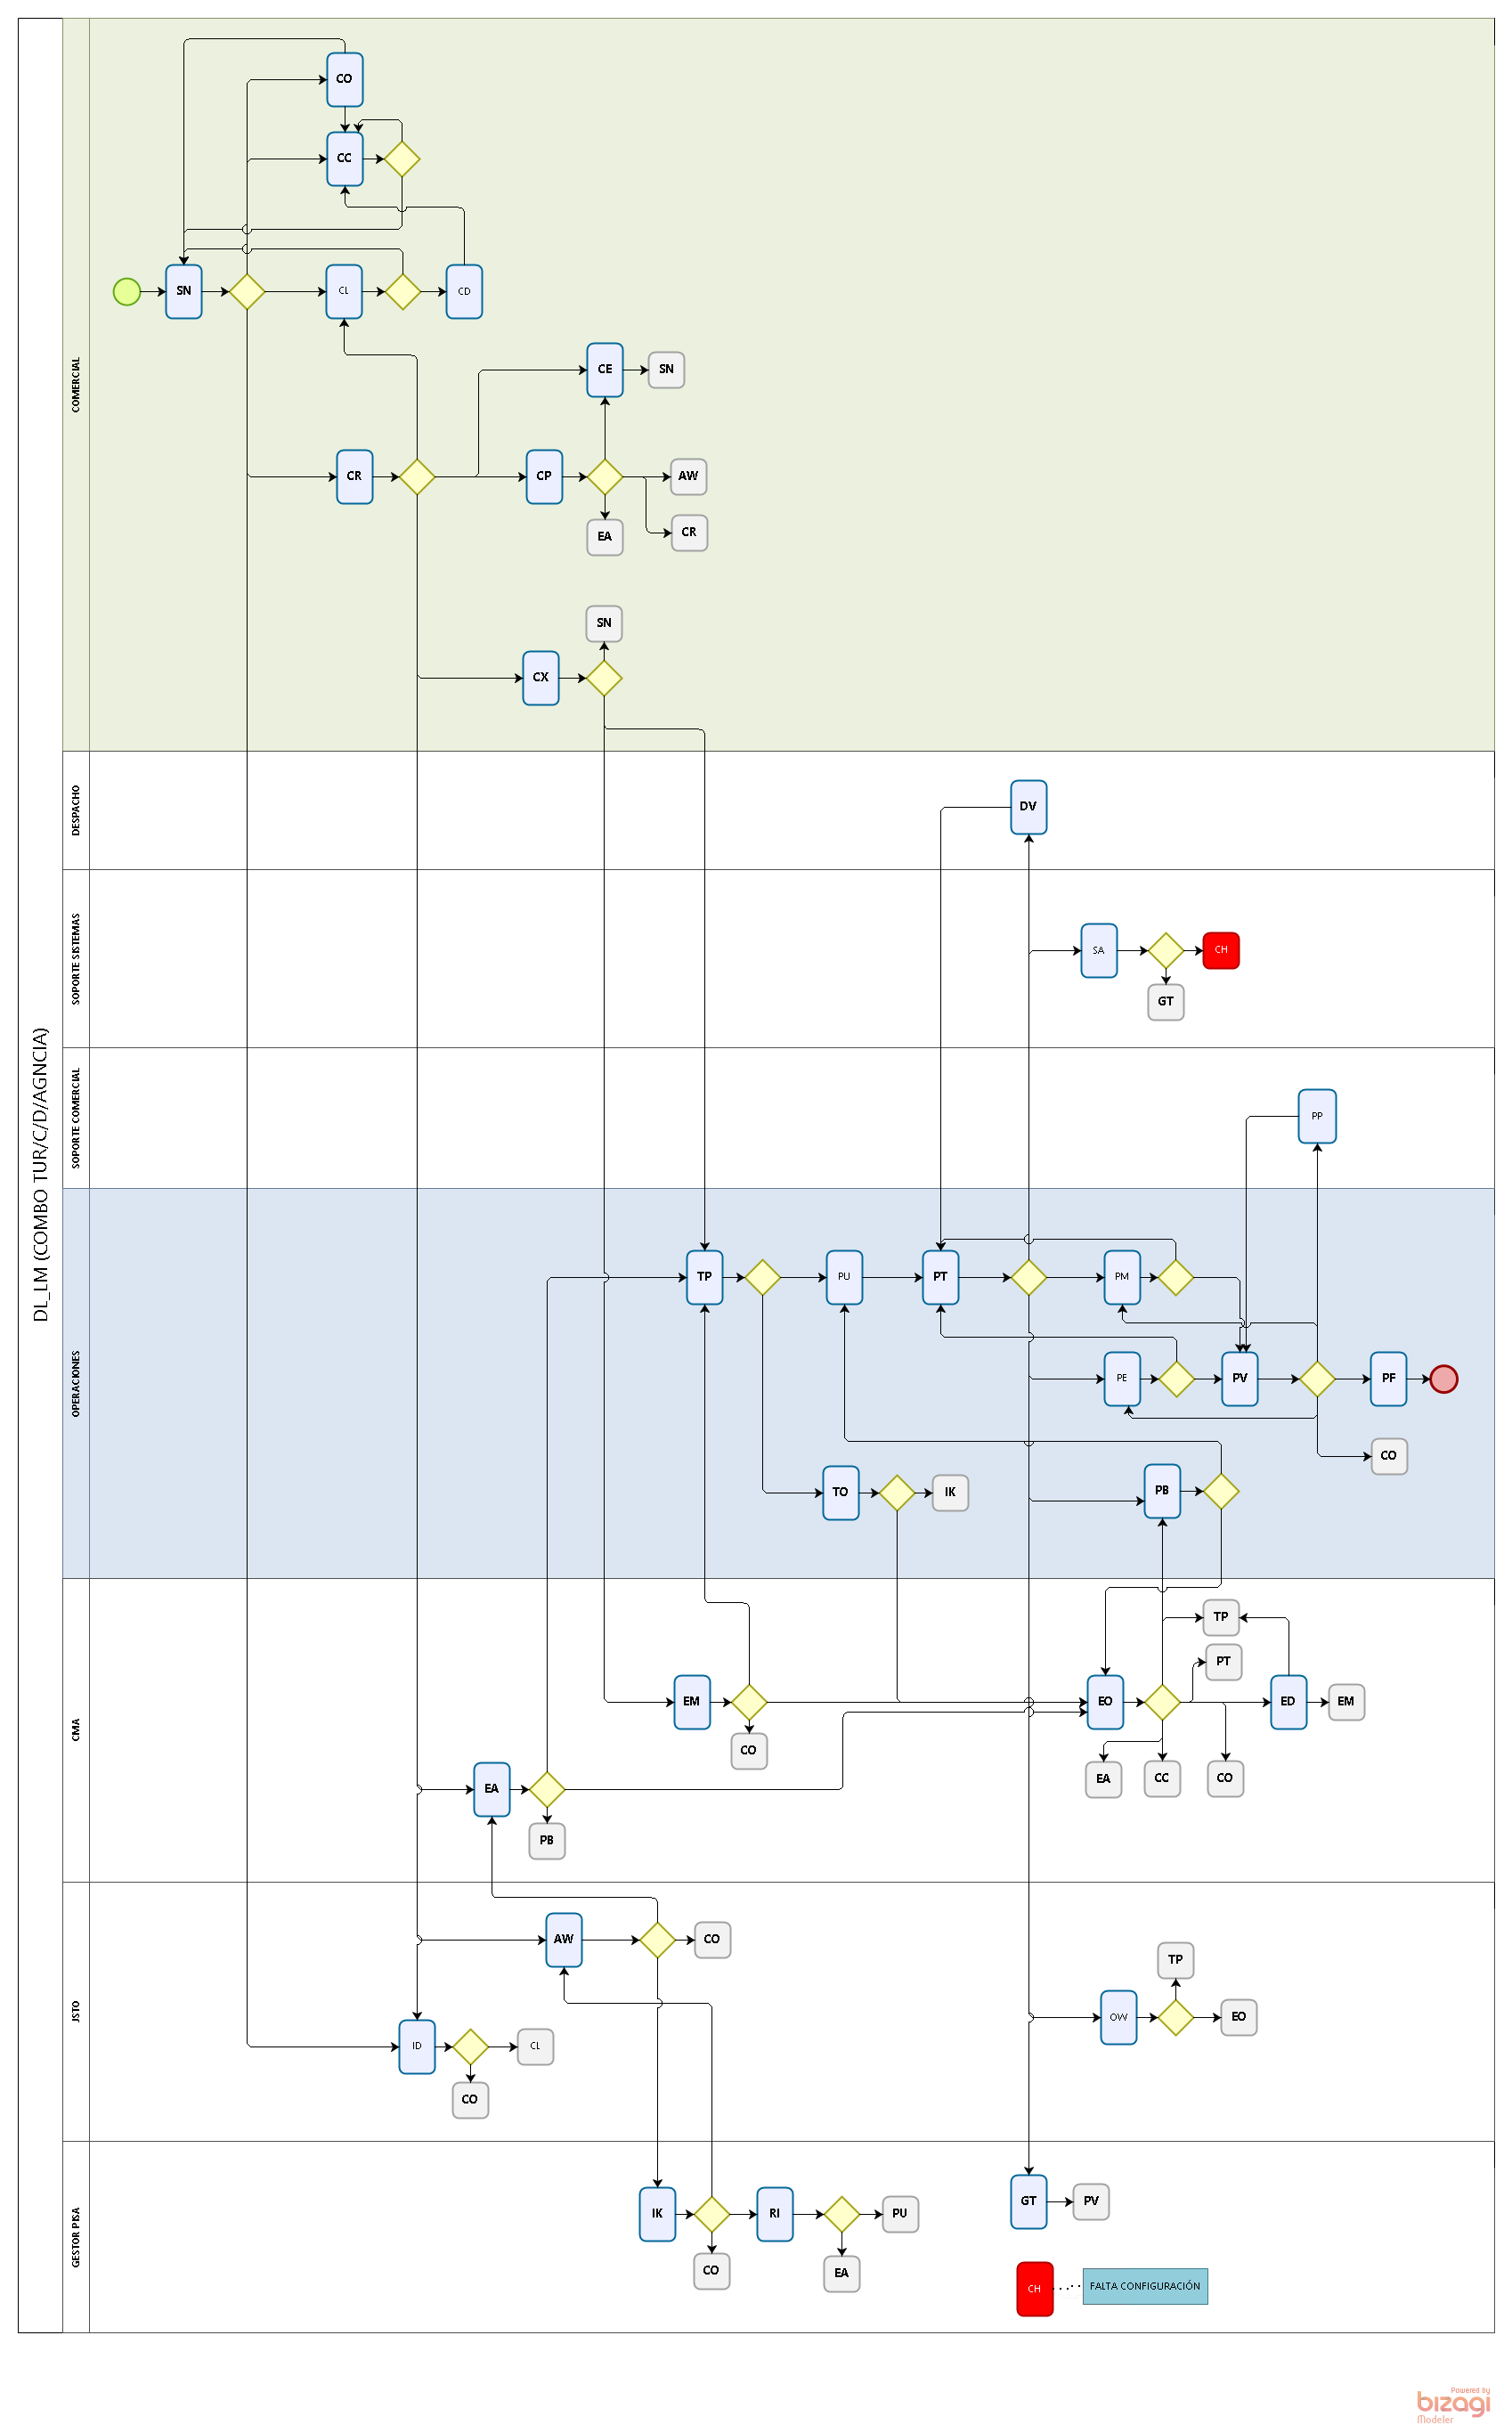 DL_LM (COMBO TUR/C/D/AGNCIA)
COMERCIAL
CO
CC
SN
CL
CD
CE
SN
CR
CP
AW
CR
EA
SN
CX
DESPACHO
DV
SOPORTE SISTEMAS
SA
CH
GT
SOPORTE COMERCIAL
PP
OPERACIONES
TP
PU
PT
PM
PE
PV
PF
CO
TO
IK
PB
CMA
TP
PT
EM
EO
ED
EM
CO
EA
CC
CO
EA
PB
JSTO
AW
CO
TP
OW
EO
ID
CL
CO
GESTOR PISA
IK
RI
PU
GT
PV
CO
EA
CH
FALTA CONFIGURACIÓN
Powered by
bizagi
Modeler